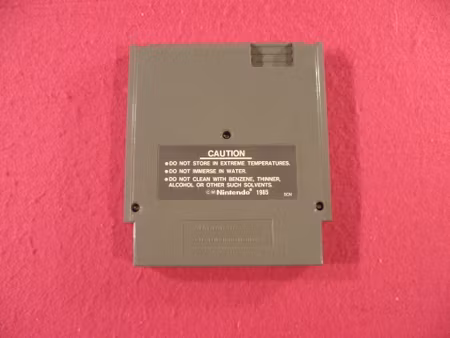 CAUTION
●DO NOT STORE IN EXTREME TEMPERATURES.
●DO NOT IMMERSE IN WATER.
●DO NOT CLEAN WITH BENZENE, THINNER,
ALCOHOL OR OTHER SUCH SOLVENTS.
©Nintendo® 1985